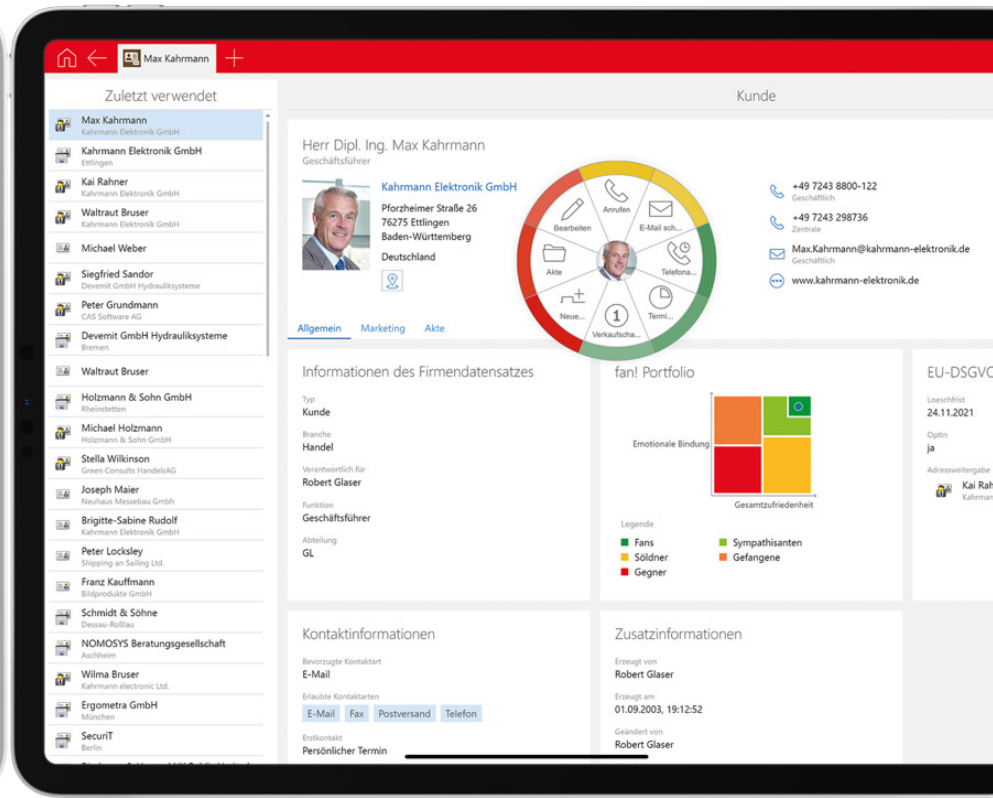 Max Kahrmann
Zuletzt verwendet
Max Kahrmann
Kahrmann Elektronik GmbH
Kahrmann Elektronik GmbH
Ettlingen
Kai Rahner
Kahrmann Elektronik GmbH
Waltraut Bruser
Kahrmann Elektronik GmbH
Michael Weber
Siegfried Sandor
Devemit GmbH Hydrauliksysteme
Peter Grundmann
CAS Software AG
Devemit GmbH Hydrauliksysteme
Bremen
Waltraut Bruser
Holzmann & Sohn GmbH
Rheinstetten
Michael Holzmann
Holzmann & Sohn GmbH
Stella Wilkinson
Green Consults HandelsAG
Joseph Maier
Neuhaus Messebau Gmbh
Brigitte-Sabine Rudolf
Kahrmann Elektronik GmbH
Peter Locksley
Shipping an Sailing Ltd.
Franz Kauffmann
Bildprodukte GmbH
Schmidt & Söhne
Dessau-Roßlau
NOMOSYS Beratungsgesellschaft
Aschheim
Wilma Bruser
Kahrmann electronic Ltd.
Ergometra GmbH
München
SecuriT
Berlin
Kunde
Herr Dipl. Ing. Max Kahrmann
Geschäftsführer
Kahrmann Elektronik GmbH
Pforzheimer Straße 26
76275 Ettlingen
Baden-Württemberg
Deutschland
Anrufen
E-Mail sch...
Telefona...
Termi...
Verkaufscha...
1
Neue...
Akte
Bearbeiten
+49 7243 8800-122
Geschäftlich
+49 7243 298736
Zentrale
Max.Kahrmann@kahrmann-elektronik.de
Geschäftlich
www.kahrmann-elektronik.de
Allgemein Marketing Akte
Informationen des Firmendatensatzes
Typ
Kunde
Branche
Handel
Verantwortlich für
Robert Glaser
Funktion
Geschäftsführer
Abteilung
GL
fan! Portfolio
Emotionale Bindung
Gesamtzufriedenheit
Legende
Fans
Sympathisanten
Söldner
Gefangene
Gegner
EU-DSGVO
Loeschfrist
24.11.2021
OptIn
ja
Adressweitergabe
Kai Rah
Kahrman
Kontaktinformationen
Bevorzugte Kontaktart
E-Mail
Erlaubte Kontaktarten
E-Mail Fax Postversand Telefon
Erstkontakt
Persönlicher Termin
Zusatzinformationen
Erzeugt von
Robert Glaser
Erzeugt am
01.09.2003, 19:12:52
Geändert von
Robert Glaser